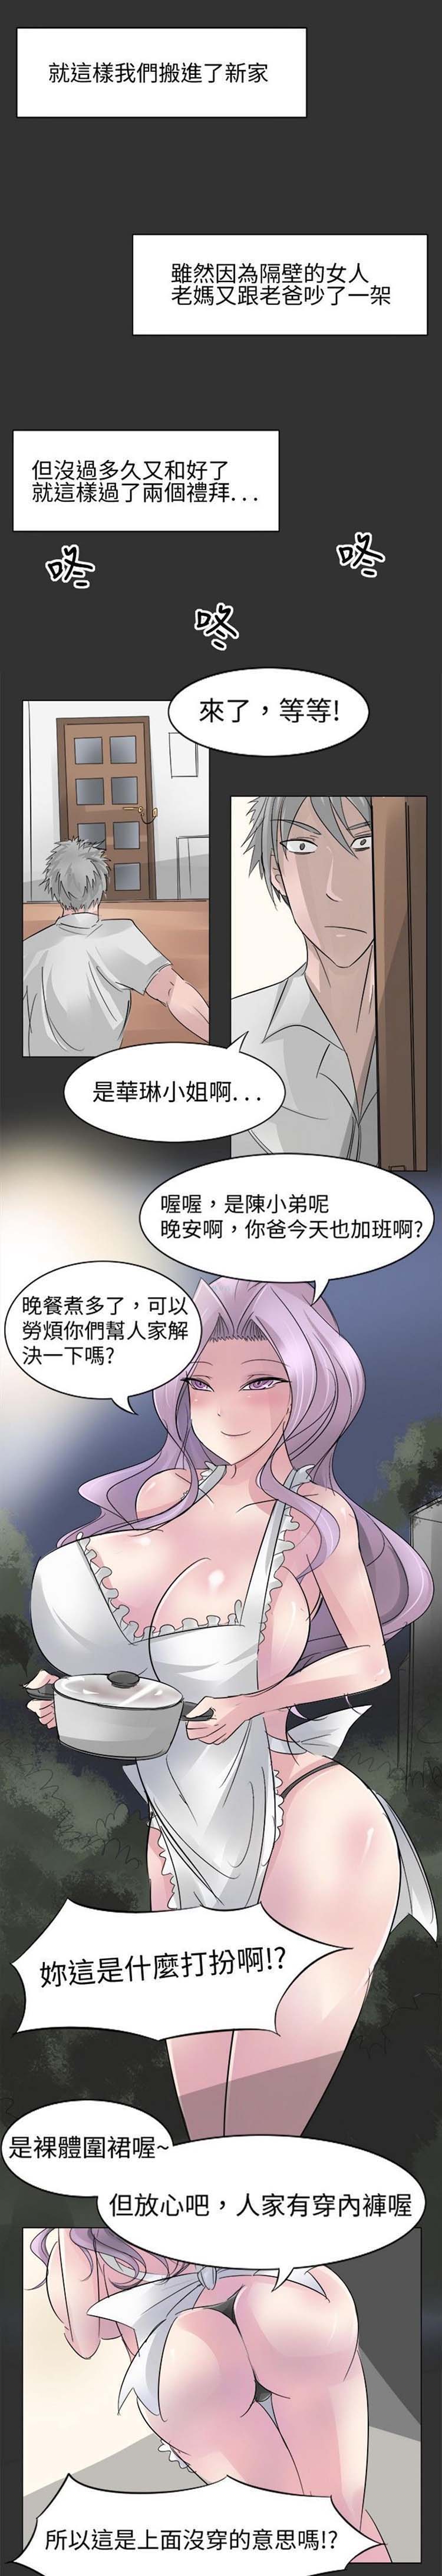 就這樣我們搬進了新家
雖然因為隔壁的女人
老媽又跟老爸吵了一架
但沒過多久又和好了
就這樣過了兩個禮拜...
咚
咚
咚
來了，等等!
是華琳小姐啊...
喔喔，是陳小弟呢
晚安啊，你爸今天也加班啊?
晚餐煮多了，可以
勞煩你們幫人家解
決一下嗎?
妳這是什麼打扮啊!?
是裸體圍裙喔~
但放心吧，人家有穿內褲喔
所以這是上面沒穿的意思嗎!?